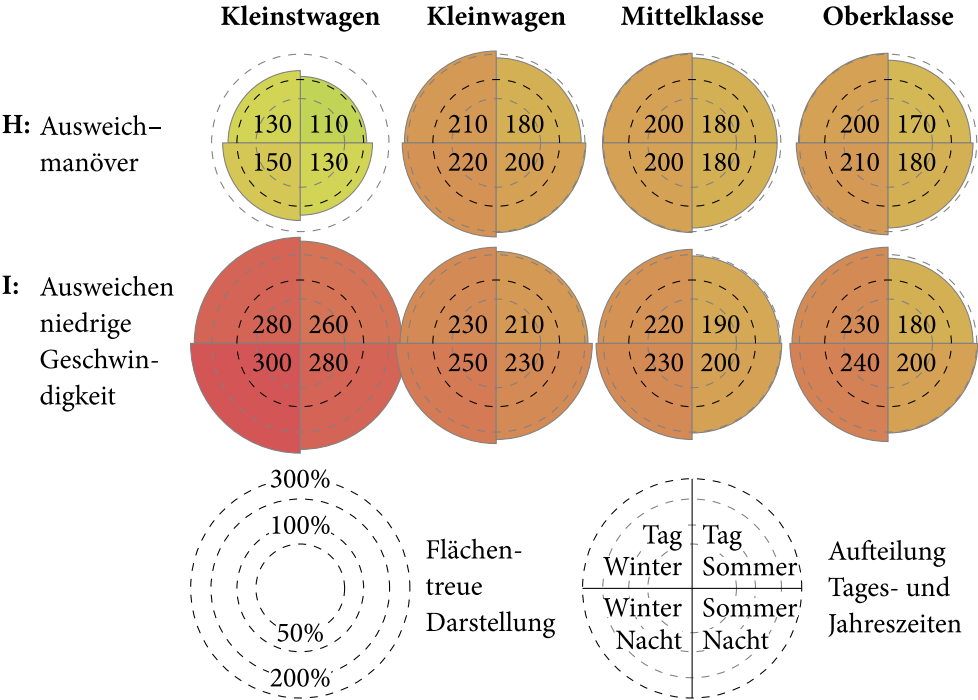 Kleinstwagen Kleinwagen Mittelklasse Oberklasse
H: Ausweich–
manöver
130 110 210 180 200 180 200 170
150 130 220 200 200 180 210 180
I: Ausweichen
niedrige
Geschwin-
digkeit
280 260 230 210 220 190 230 180
300 280 250 230 230 200 240 200
300%
100%
50%
200%
Flächen-
treue
Darstellung
Tag Tag
Winter Sommer
Winter Sommer
Nacht Nacht
Aufteilung
Tages- und
Jahreszeiten